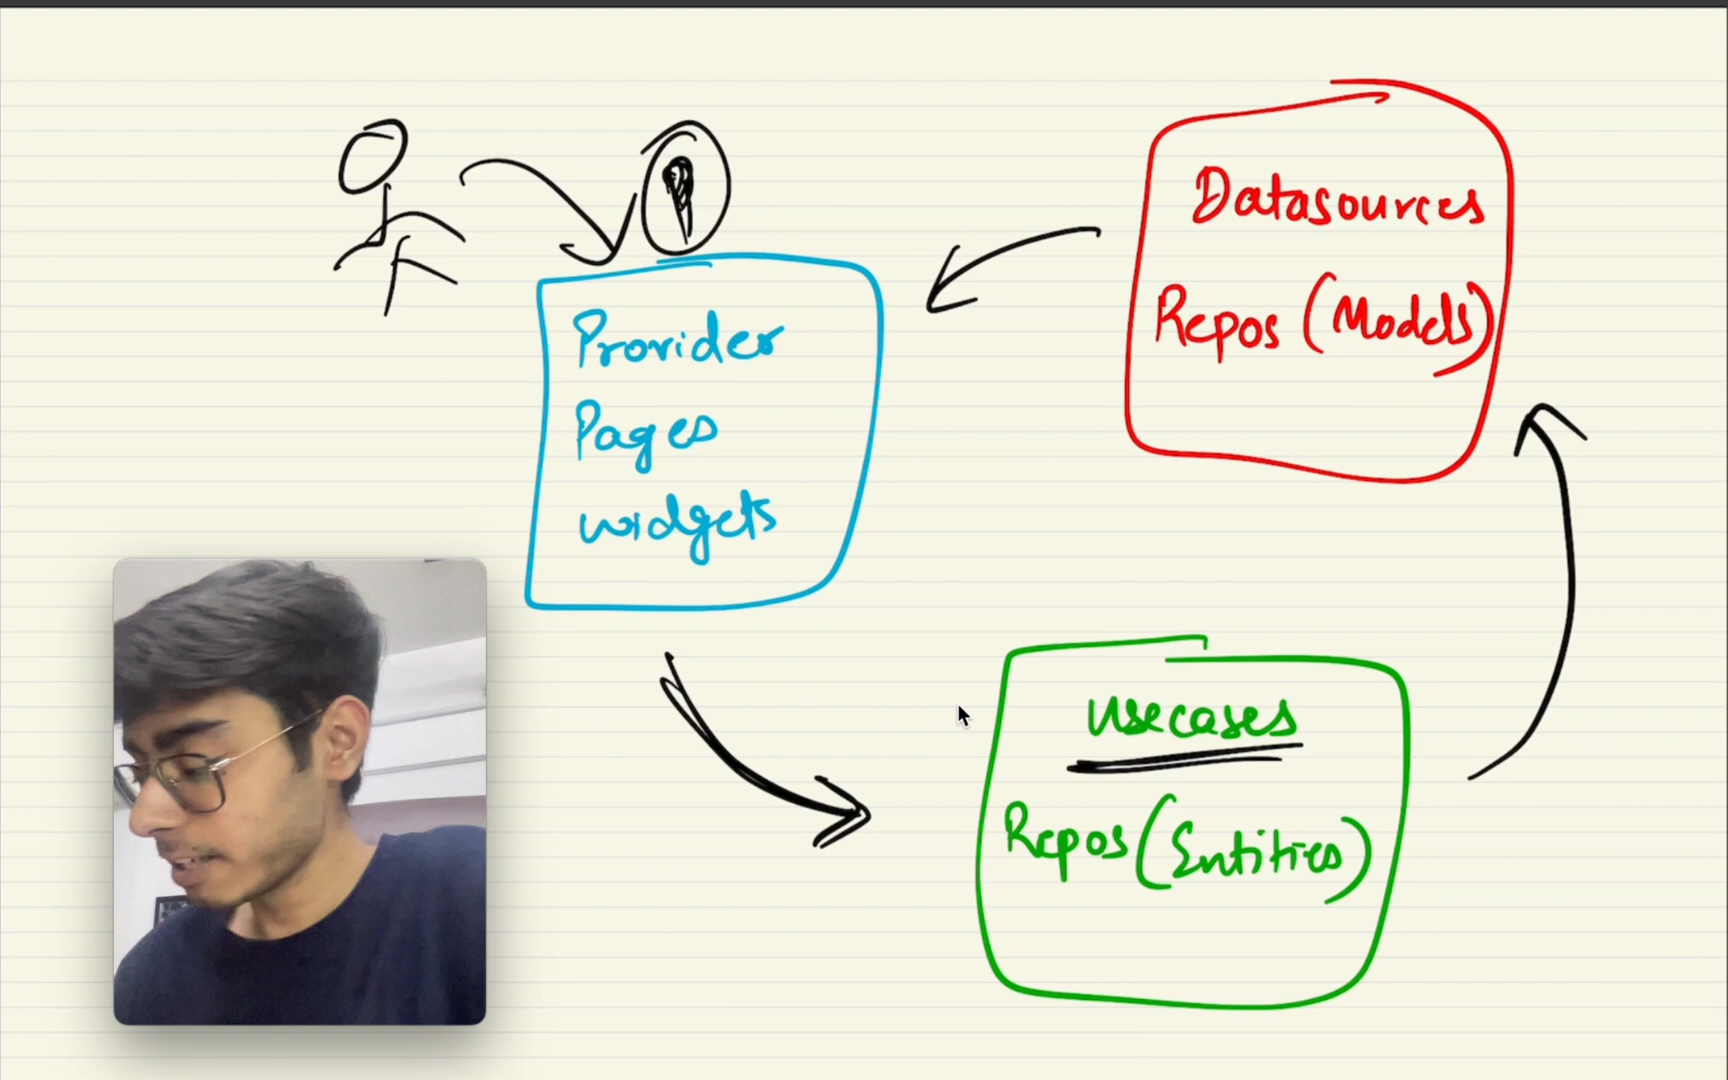 Provider
Pages
widgets
Datasources
Repos (Models)
usecases
Repos (Entities)